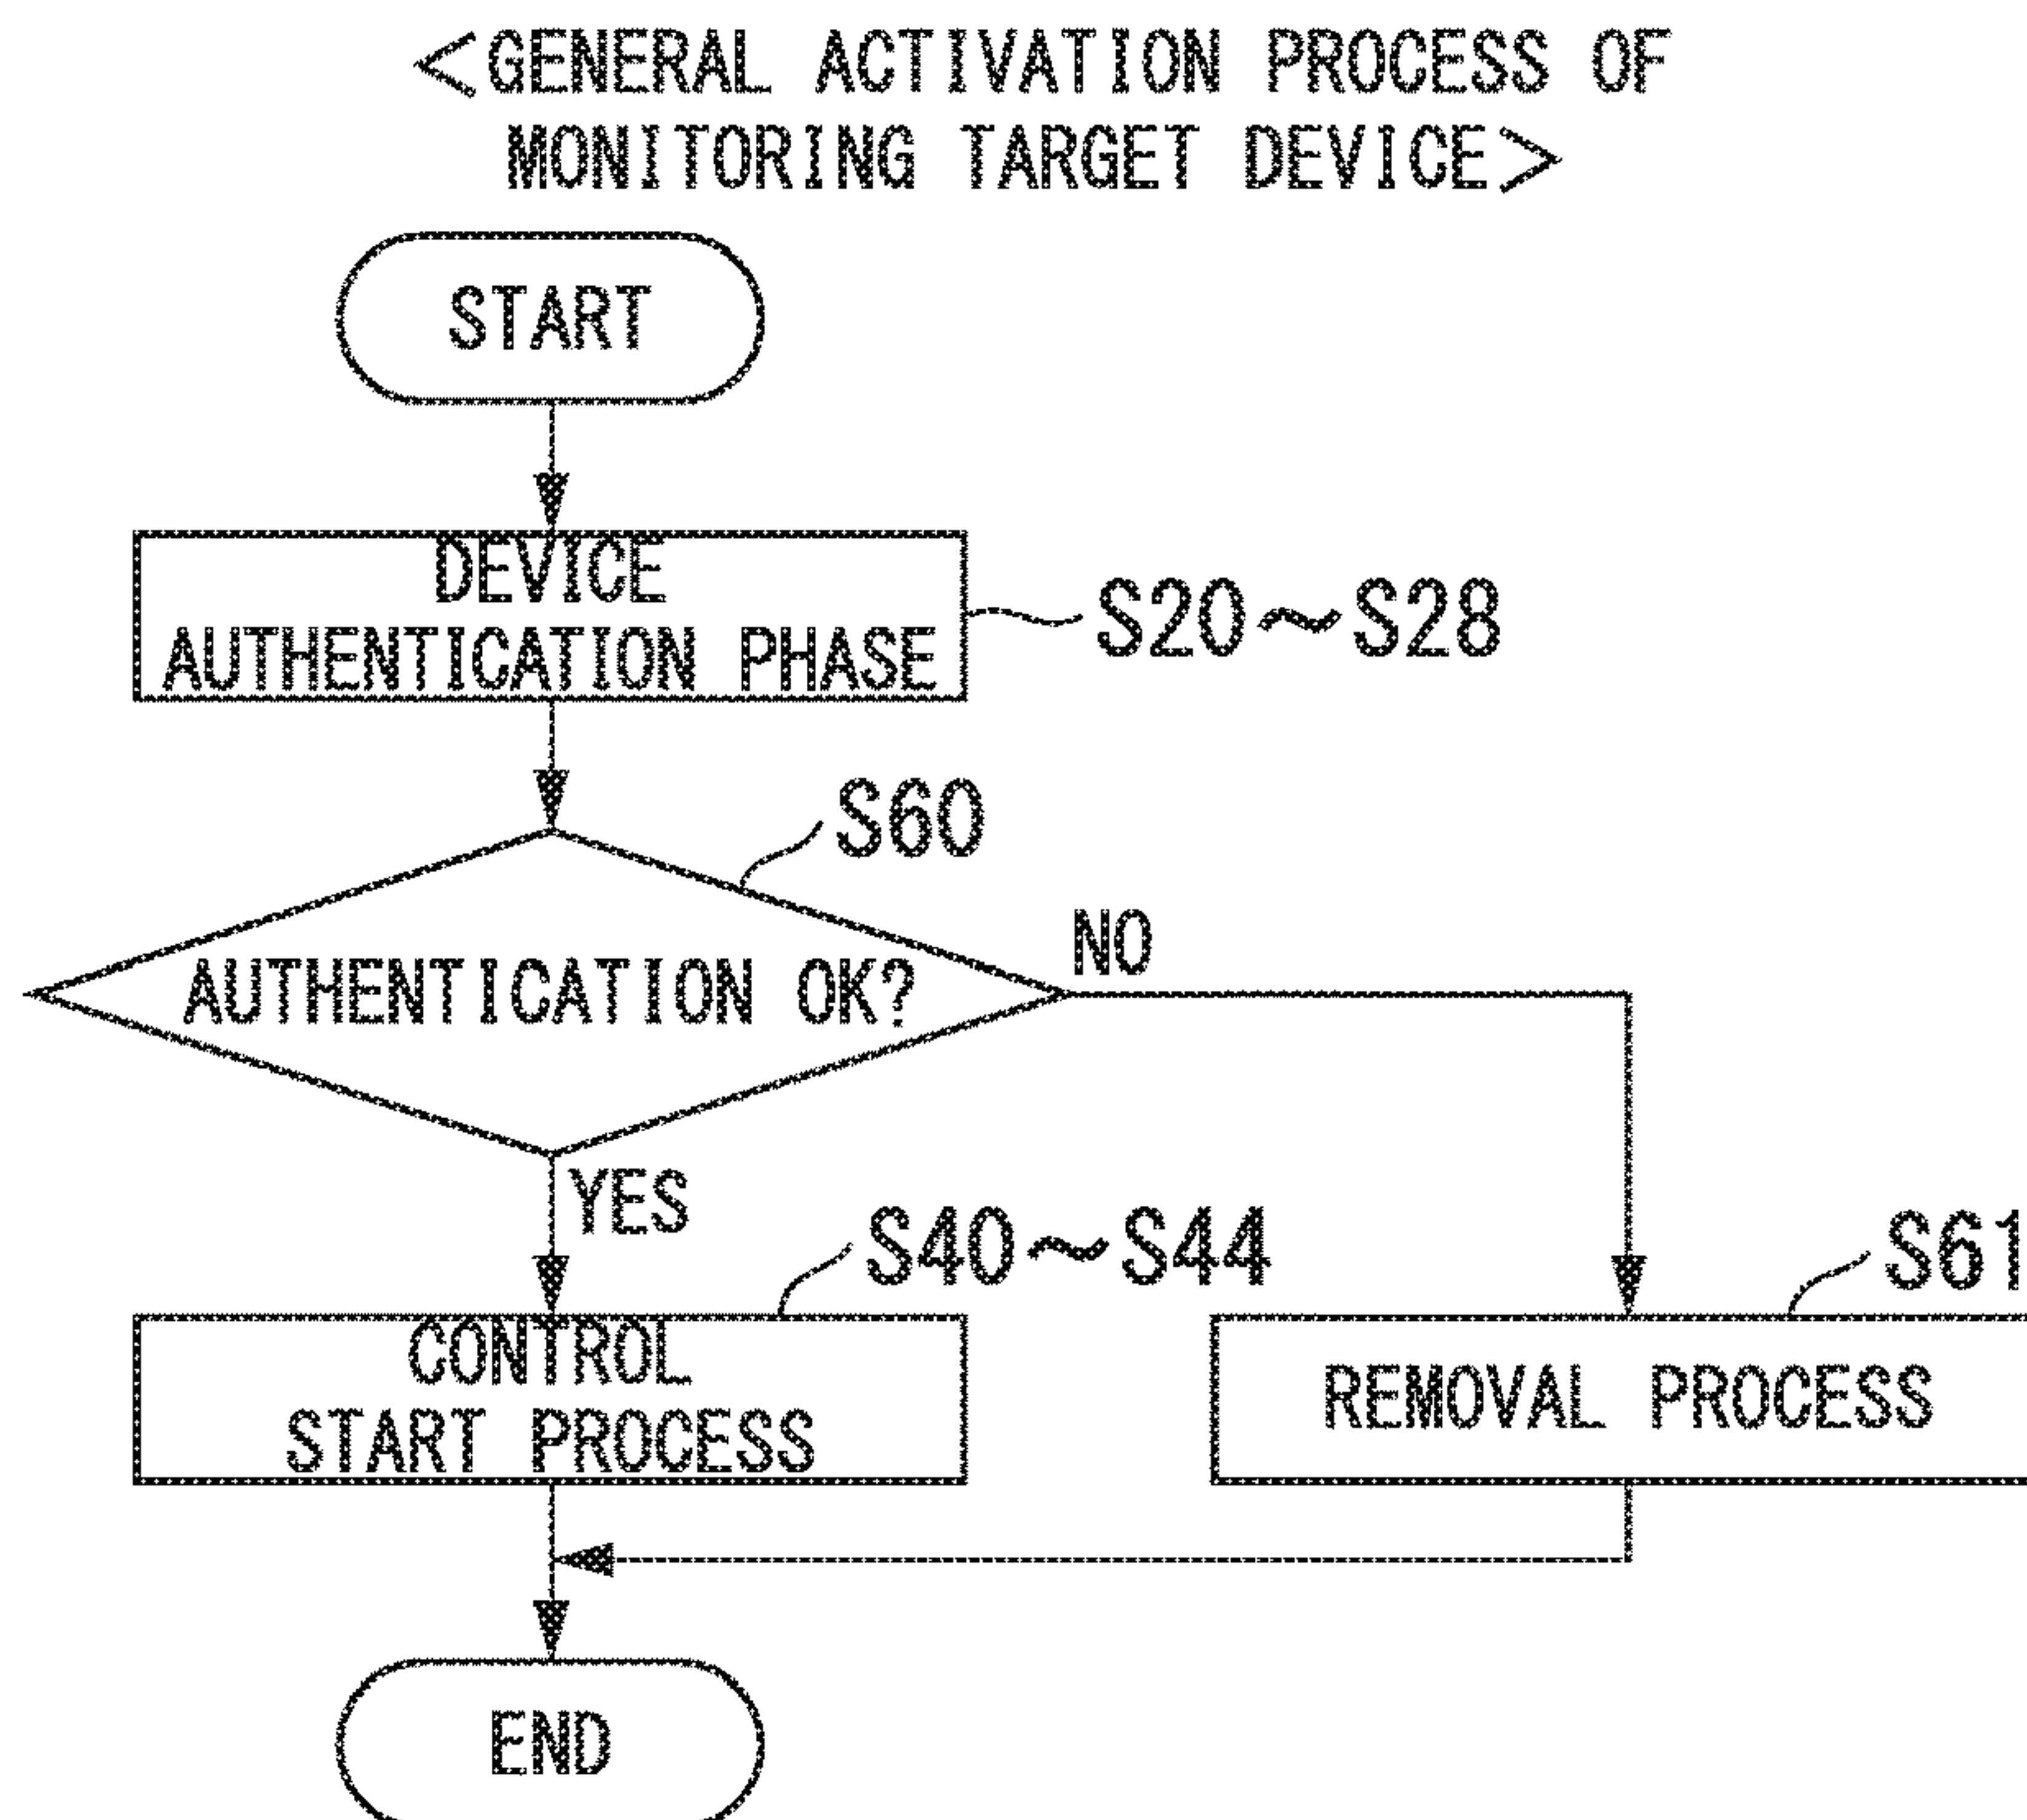 <GENERAL ACTIVATION PROCESS OF
MONITORING TARGET DEVICE>
START
DEVICE
AUTHENTICATION PHASE
S20～S28
S60
AUTHENTICATION OK?
NO
YES
S40～S44
S61
CONTROL
START PROCESS
REMOVAL PROCESS
END